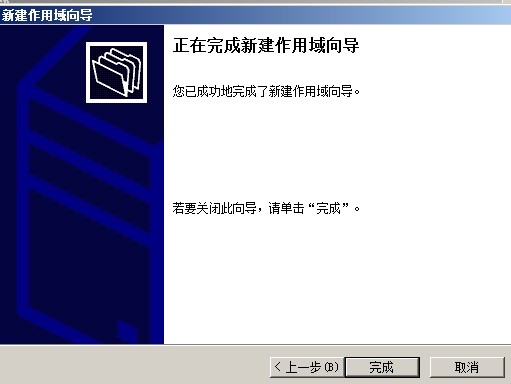 新建作用域向导
正在完成新建作用域向导
您已成功地完成了新建作用域向导。
若要关闭此向导，请单击“完成”。
< 上一步(B)
完成
取消